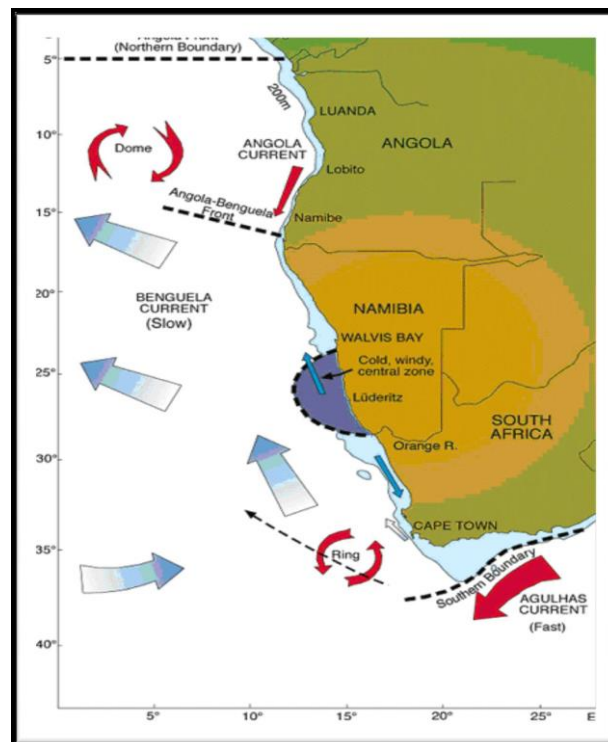 Angola Front
(Northern Boundary)
5°
200m
LUANDA
10°
Dome
ANGOLA
CURRENT
ANGOLA
Lobito
Angola-Benguela
Front
15°
Namibe
20°
BENGUELA
CURRENT
(Slow)
NAMIBIA
WALVIS BAY
Cold, windy,
central zone
25°
Lüderitz
SOUTH
AFRICA
Orange R.
30°
CAPE TOWN
35°
Ring
Southern Boundary
AGULHAS
CURRENT
(Fast)
40°
5°
10°
15°
20°
25°
E